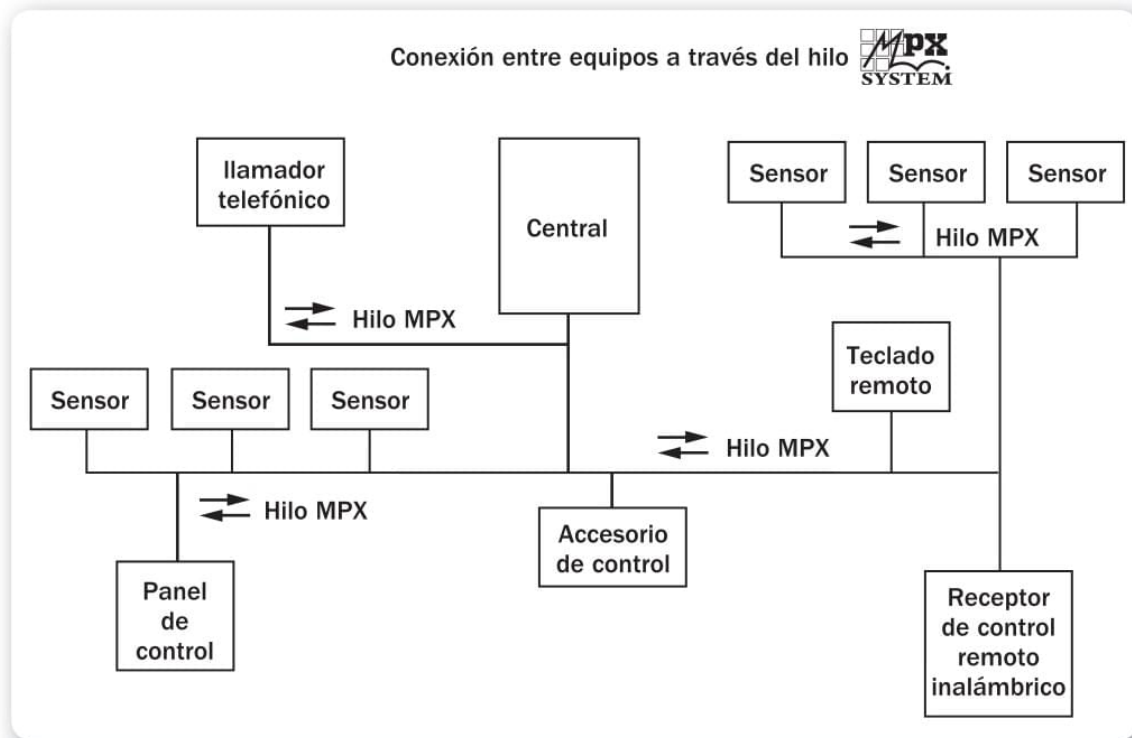 Conexión entre equipos a través del hilo
Mpx
SYSTEM
llamador
telefónico
Central
Sensor
Sensor
Sensor
Hilo MPX
Hilo MPX
Teclado
remoto
Sensor
Sensor
Sensor
Hilo MPX
Hilo MPX
Accesorio
de control
Panel
de
control
Receptor
de control
remoto
inalámbrico